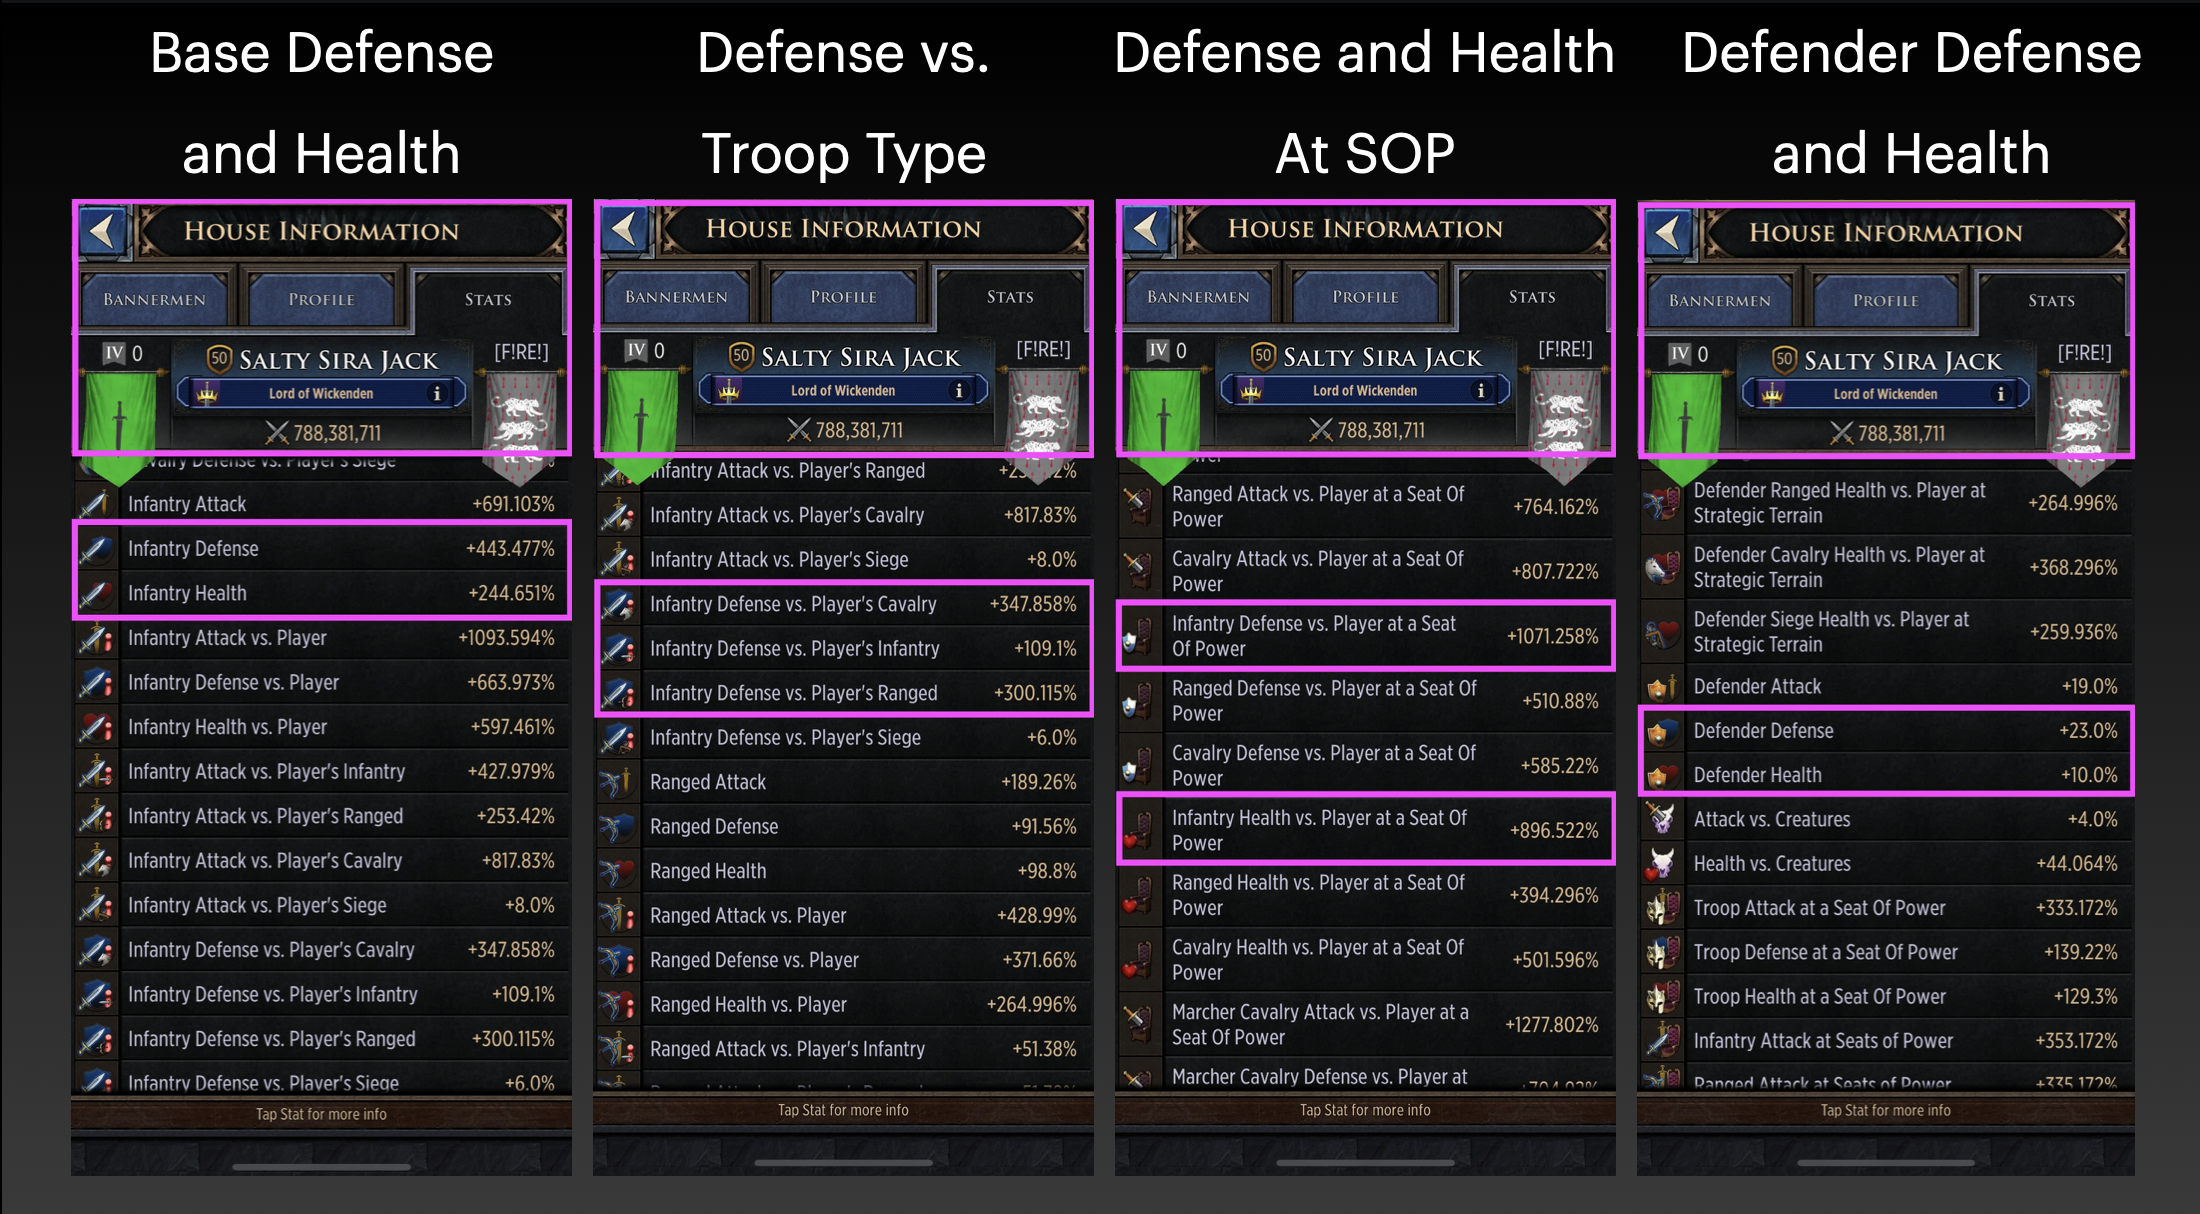 Base Defense
and Health
Defense vs.
Troop Type
Defense and Health
At SOP
Defender Defense
and Health
HOUSE INFORMATION
BANNERMEN
PROFILE
STATS
IV 0
50 SALTY SIRA JACK
[F!RE!]
Lord of Wickenden
i
788,381,711
Cavalry Defense vs. Player's Siege
Infantry Attack +691.103%
Infantry Defense +443.477%
Infantry Health +244.651%
Infantry Attack vs. Player +1093.594%
Infantry Defense vs. Player +663.973%
Infantry Health vs. Player +597.461%
Infantry Attack vs. Player's Infantry +427.979%
Infantry Attack vs. Player's Ranged +253.42%
Infantry Attack vs. Player's Cavalry +817.83%
Infantry Attack vs. Player's Siege +8.0%
Infantry Defense vs. Player's Cavalry +347.858%
Infantry Defense vs. Player's Infantry +109.1%
Infantry Defense vs. Player's Ranged +300.115%
Infantry Defense vs. Player's Siege +6.0%
Tap Stat for more info
HOUSE INFORMATION
BANNERMEN
PROFILE
STATS
IV 0
50 SALTY SIRA JACK
[F!RE!]
Lord of Wickenden
i
788,381,711
Infantry Attack vs. Player's Ranged
Infantry Attack vs. Player's Cavalry +817.83%
Infantry Attack vs. Player's Siege +8.0%
Infantry Defense vs. Player's Cavalry +347.858%
Infantry Defense vs. Player's Infantry +109.1%
Infantry Defense vs. Player's Ranged +300.115%
Infantry Defense vs. Player's Siege +6.0%
Ranged Attack +189.26%
Ranged Defense +91.56%
Ranged Health +98.8%
Ranged Attack vs. Player +428.99%
Ranged Defense vs. Player +371.66%
Ranged Health vs. Player +264.996%
Ranged Attack vs. Player's Infantry +51.38%
Tap Stat for more info
HOUSE INFORMATION
BANNERMEN
PROFILE
STATS
IV 0
50 SALTY SIRA JACK
[F!RE!]
Lord of Wickenden
i
788,381,711
Ranged Attack vs. Player at a Seat Of
Power +764.162%
Cavalry Attack vs. Player at a Seat Of
Power +807.722%
Infantry Defense vs. Player at a Seat
Of Power +1071.258%
Ranged Defense vs. Player at a Seat Of
Power +510.88%
Cavalry Defense vs. Player at a Seat Of
Power +585.22%
Infantry Health vs. Player at a Seat Of
Power +896.522%
Ranged Health vs. Player at a Seat Of
Power +394.296%
Cavalry Health vs. Player at a Seat Of
Power +501.596%
Marcher Cavalry Attack vs. Player at a
Seat Of Power +1277.802%
Marcher Cavalry Defense vs. Player at
Tap Stat for more info
HOUSE INFORMATION
BANNERMEN
PROFILE
STATS
IV 0
50 SALTY SIRA JACK
[F!RE!]
Lord of Wickenden
i
788,381,711
Defender Ranged Health vs. Player at
Strategic Terrain +264.996%
Defender Cavalry Health vs. Player at
Strategic Terrain +368.296%
Defender Siege Health vs. Player at
Strategic Terrain +259.936%
Defender Attack +19.0%
Defender Defense +23.0%
Defender Health +10.0%
Attack vs. Creatures +4.0%
Health vs. Creatures +44.064%
Troop Attack at a Seat Of Power +333.172%
Troop Defense at a Seat Of Power +139.22%
Troop Health at a Seat Of Power +129.3%
Infantry Attack at Seats of Power +353.172%
Ranged Attack at Seats of Power +335.172%
Tap Stat for more info